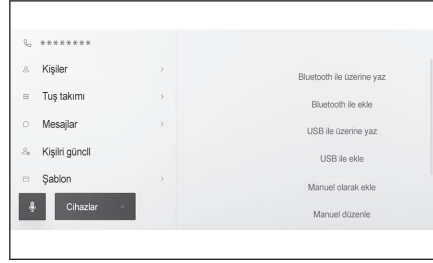 ********
Kişiler
Tuş takımı
Mesajlar
Kişilri güncll
Şablon
Cihazlar
Bluetooth ile üzerine yaz
Bluetooth ile ekle
USB ile üzerine yaz
USB ile ekle
Manuel olarak ekle
Manuel düzenle